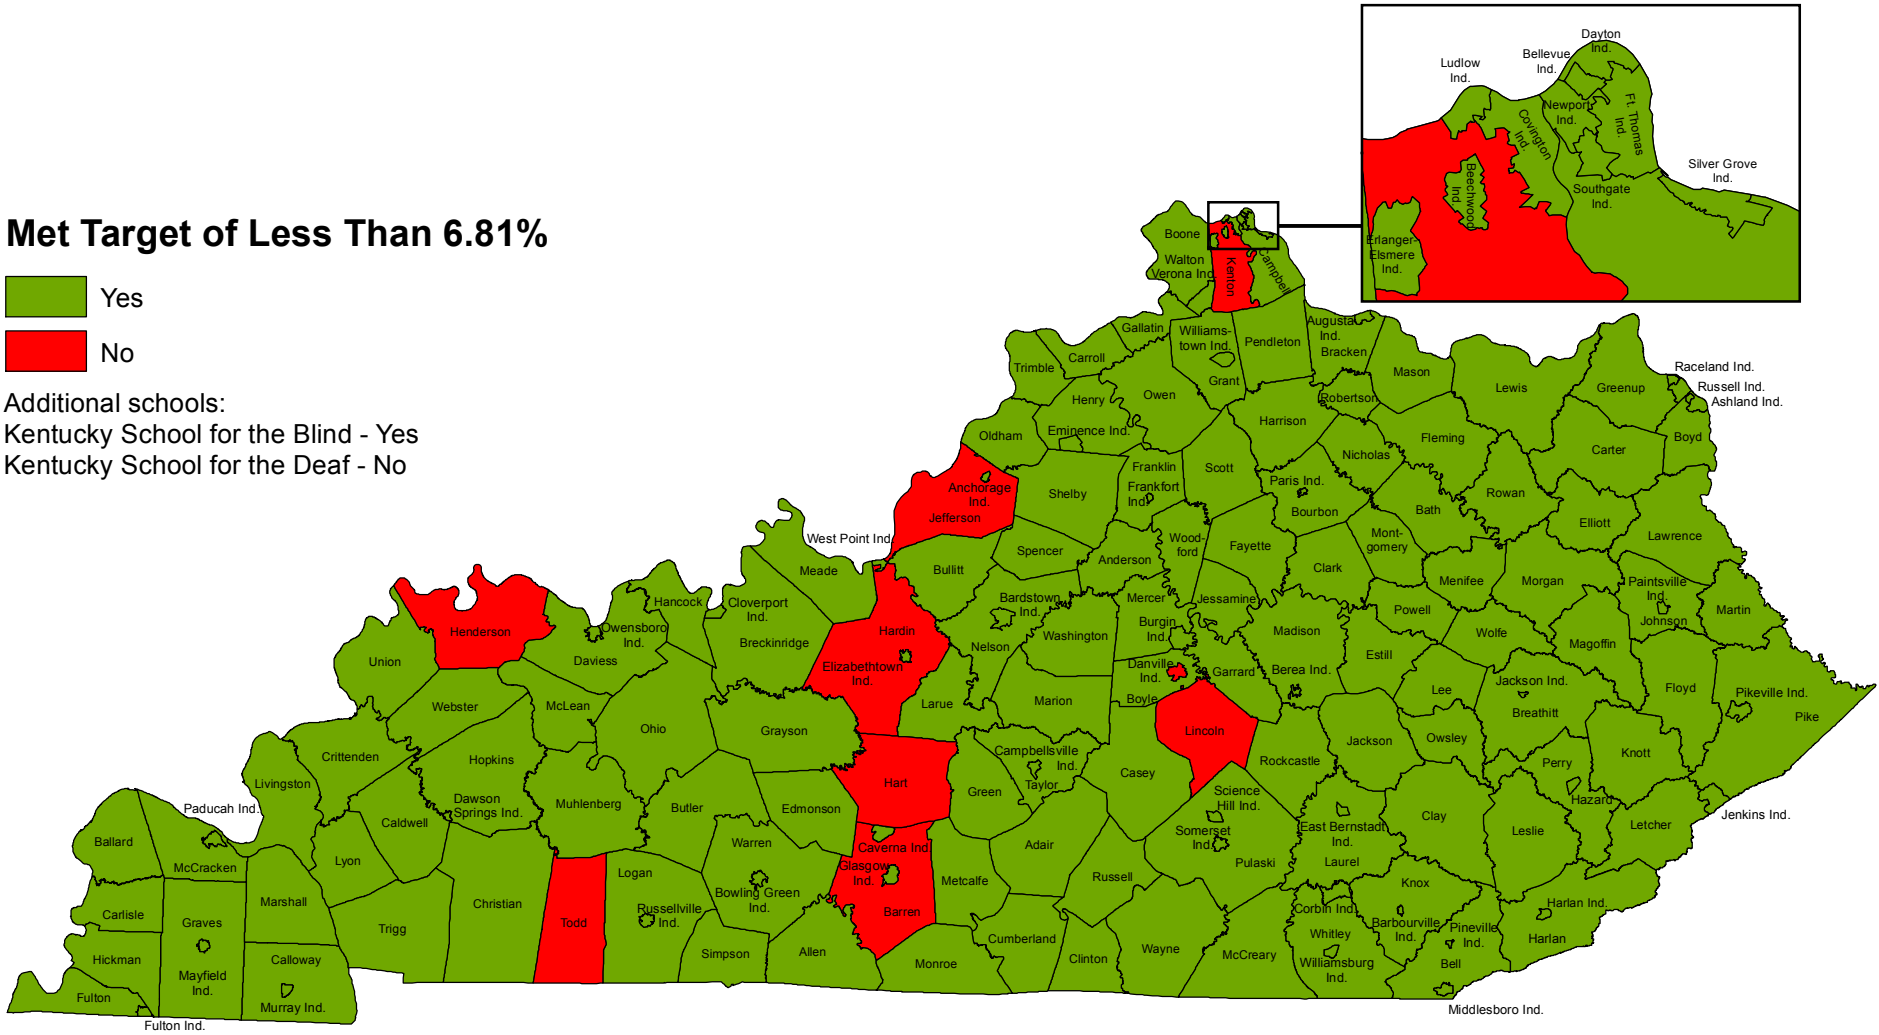 Met Target of Less Than 6.81%
Yes
No
Additional schools:
Kentucky School for the Blind - Yes
Kentucky School for the Deaf - No
Dayton
Ind.
Bellevue
Ind.
Ludlow
Ind.
Newport
Ind.
Ft. Thomas
Ind.
Covington
Ind.
Silver Grove
Ind.
Beechwood
Ind.
Southgate
Ind.
Erlanger-
Elsmere
Ind.
Boone
Walton
Verona Ind.
Kenton
Campbell
Gallatin
Williams-
town Ind.
Pendleton
Augusta
Ind.
Bracken
Carroll
Trimble
Grant
Mason
Lewis
Greenup
Raceland Ind.
Russell Ind.
Ashland Ind.
Henry
Owen
Robertson
Oldham
Eminence Ind.
Harrison
Fleming
Carter
Boyd
Nicholas
Franklin
Frankfort
Ind.
Scott
Shelby
Paris Ind.
Bourbon
Bath
Rowan
Elliott
Lawrence
Anchorage
Ind.
Jefferson
West Point Ind.
Spencer
Anderson
Wood-
ford
Fayette
Mont-
gomery
Clark
Menifee
Morgan
Paintsville
Ind.
Johnson
Martin
Meade
Bullitt
Hancock
Cloverport
Ind.
Breckinridge
Bardstown
Ind.
Mercer
Jessamine
Powell
Henderson
Owensboro
Ind.
Daviess
Hardin
Elizabethtown
Ind.
Nelson
Washington
Burgin
Ind.
Madison
Wolfe
Magoffin
Union
Danville
Ind.
Boyle
Garrard
Berea Ind.
Estill
Lee
Jackson Ind.
Breathitt
Floyd
Pikeville Ind.
Pike
Webster
McLean
Ohio
Grayson
Larue
Marion
Lincoln
Jackson
Owsley
Knott
Crittenden
Hopkins
Livingston
Dawson
Springs Ind.
Muhlenberg
Butler
Edmonson
Hart
Green
Campbellsville
Ind.
Taylor
Casey
Rockcastle
Science
Hill Ind.
Somerset
Ind.
Pulaski
East Bernstadt
Ind.
Laurel
Clay
Perry
Hazard
Leslie
Letcher
Jenkins Ind.
Paducah Ind.
Ballard
McCracken
Caldwell
Lyon
Warren
Caverna Ind.
Glasgow
Ind.
Barren
Metcalfe
Adair
Russell
Knox
Carlisle
Graves
Marshall
Trigg
Christian
Todd
Logan
Russellville
Ind.
Bowling Green
Ind.
Simpson
Allen
Monroe
Cumberland
Clinton
Wayne
McCreary
Corbin Ind.
Whitley
Williamsburg
Ind.
Barbourville
Ind.
Pineville
Ind.
Bell
Harlan Ind.
Harlan
Middlesboro Ind.
Hickman
Mayfield
Ind.
Calloway
Murray Ind.
Fulton
Fulton Ind.